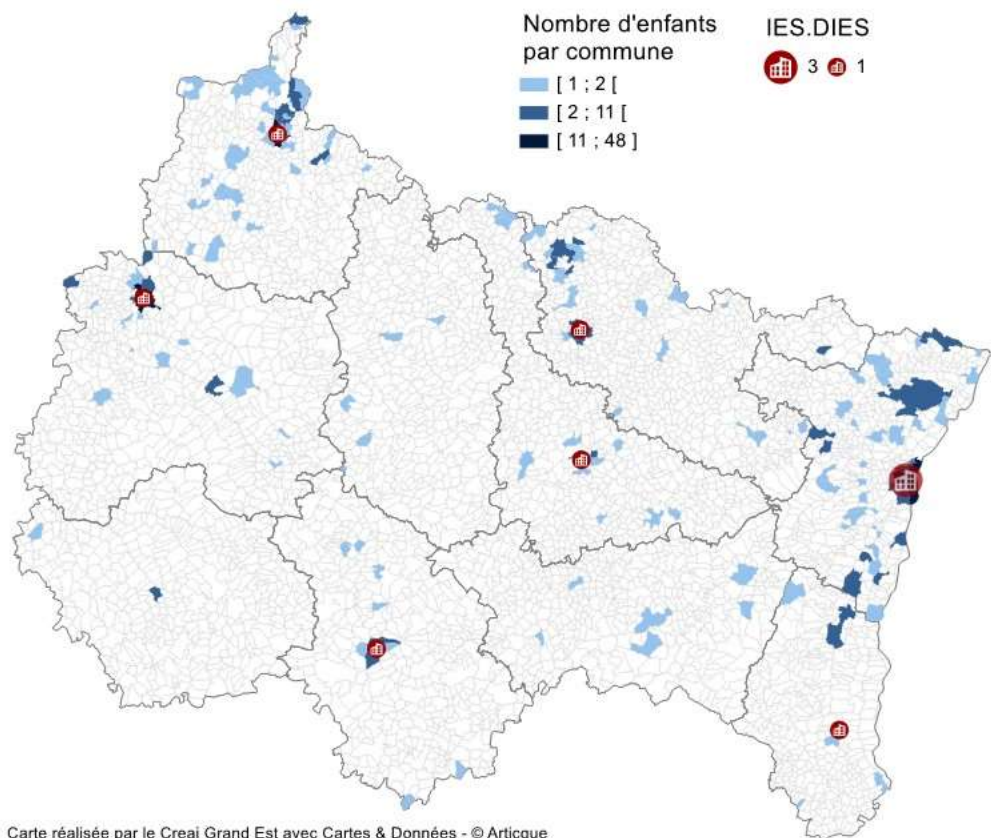 Nombre d'enfants
par commune
[ 1 ; 2 [
[ 2 ; 11 [
[ 11 ; 48 ]
IES.DIES
3 1
Carte réalisée par le Creai Grand Est avec Cartes & Données - © Articque